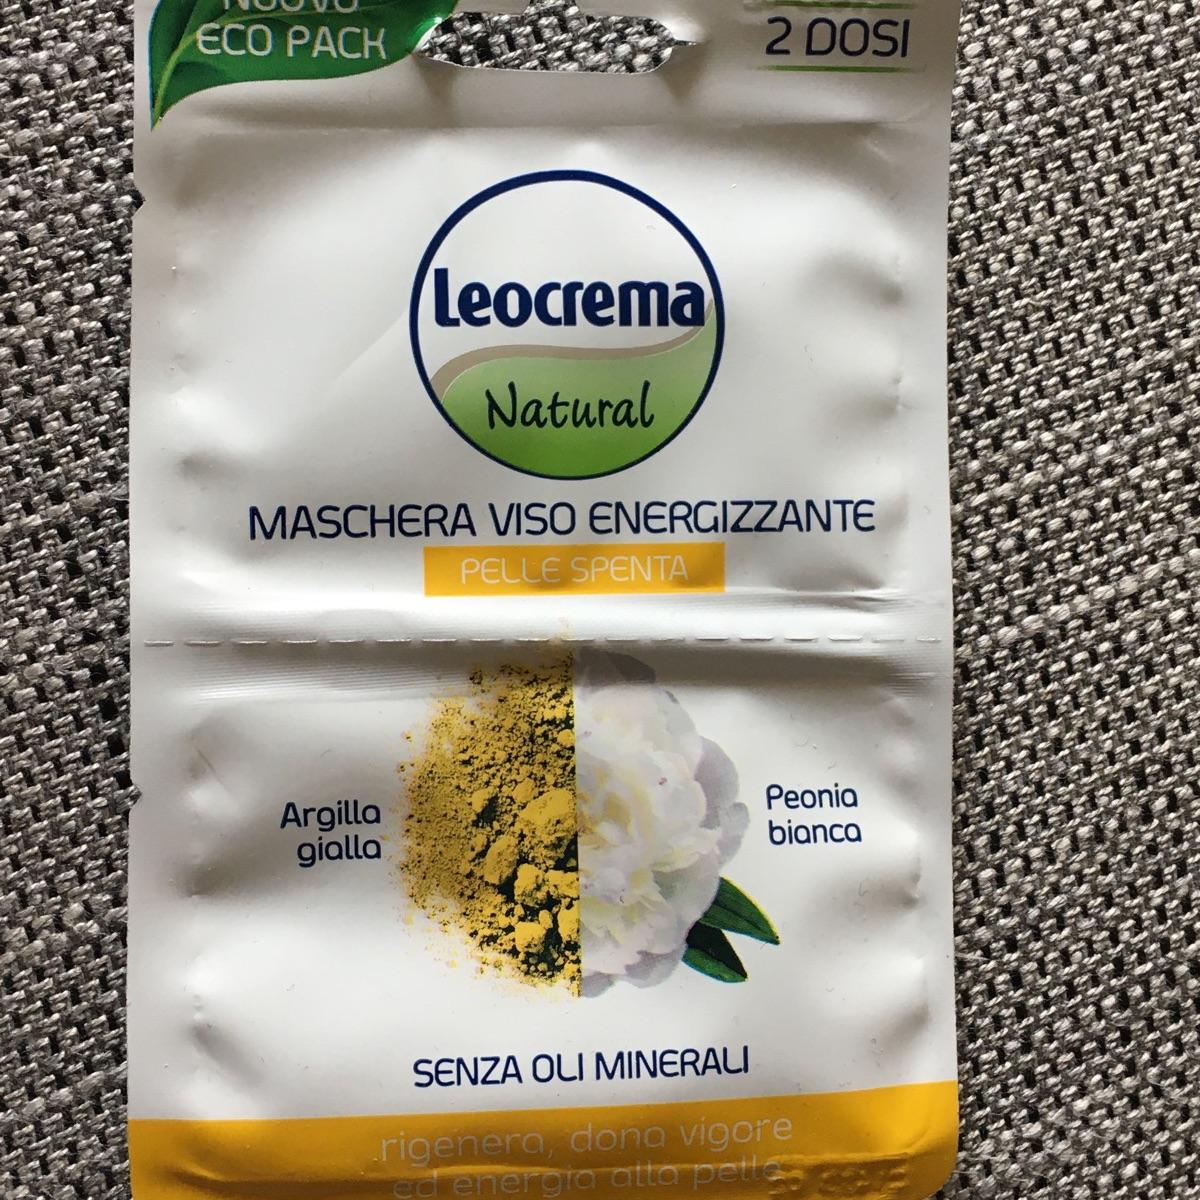 NUOVO
ECO PACK
2 DOSI
Leocrema
Natural
MASCHERA VISO ENERGIZZANTE
PELLE SPENTA
Argilla
gialla
Peonia
bianca
SENZA OLI MINERALI
rigenera, dona vigore
ed energia alla pelle